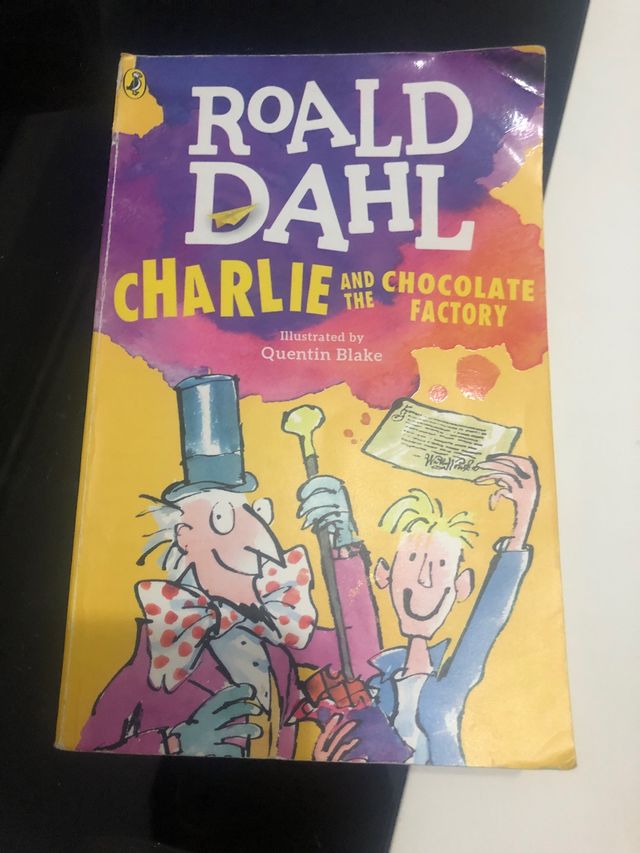 ROALD
DAHL
CHARLIE AND THE CHOCOLATE FACTORY
Illustrated by
Quentin Blake